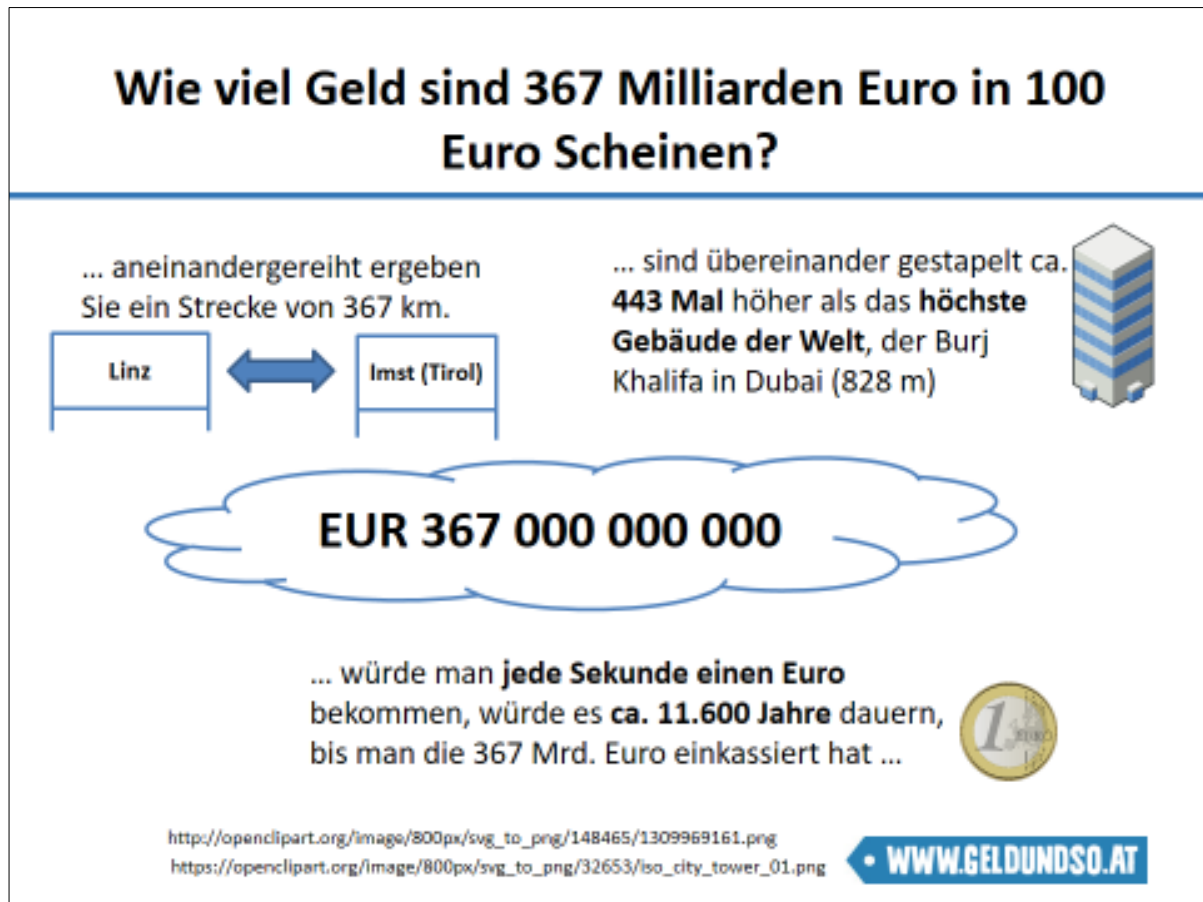 Wie viel Geld sind 367 Milliarden Euro in 100
Euro Scheinen?
... aneinandergereiht ergeben
Sie ein Strecke von 367 km.
Linz
Imst (Tirol)
... sind übereinander gestapelt ca.
443 Mal höher als das höchste
Gebäude der Welt, der Burj
Khalifa in Dubai (828 m)
EUR 367 000 000 000
... würde man jede Sekunde einen Euro
bekommen, würde es ca. 11.600 Jahre dauern,
bis man die 367 Mrd. Euro einkassiert hat ...
1
EURO
http://openclipart.org/image/800px/svg_to_png/148465/1309969161.png
https://openclipart.org/image/800px/svg_to_png/32653/iso_city_tower_01.png
WWW.GELDUNDSO.AT